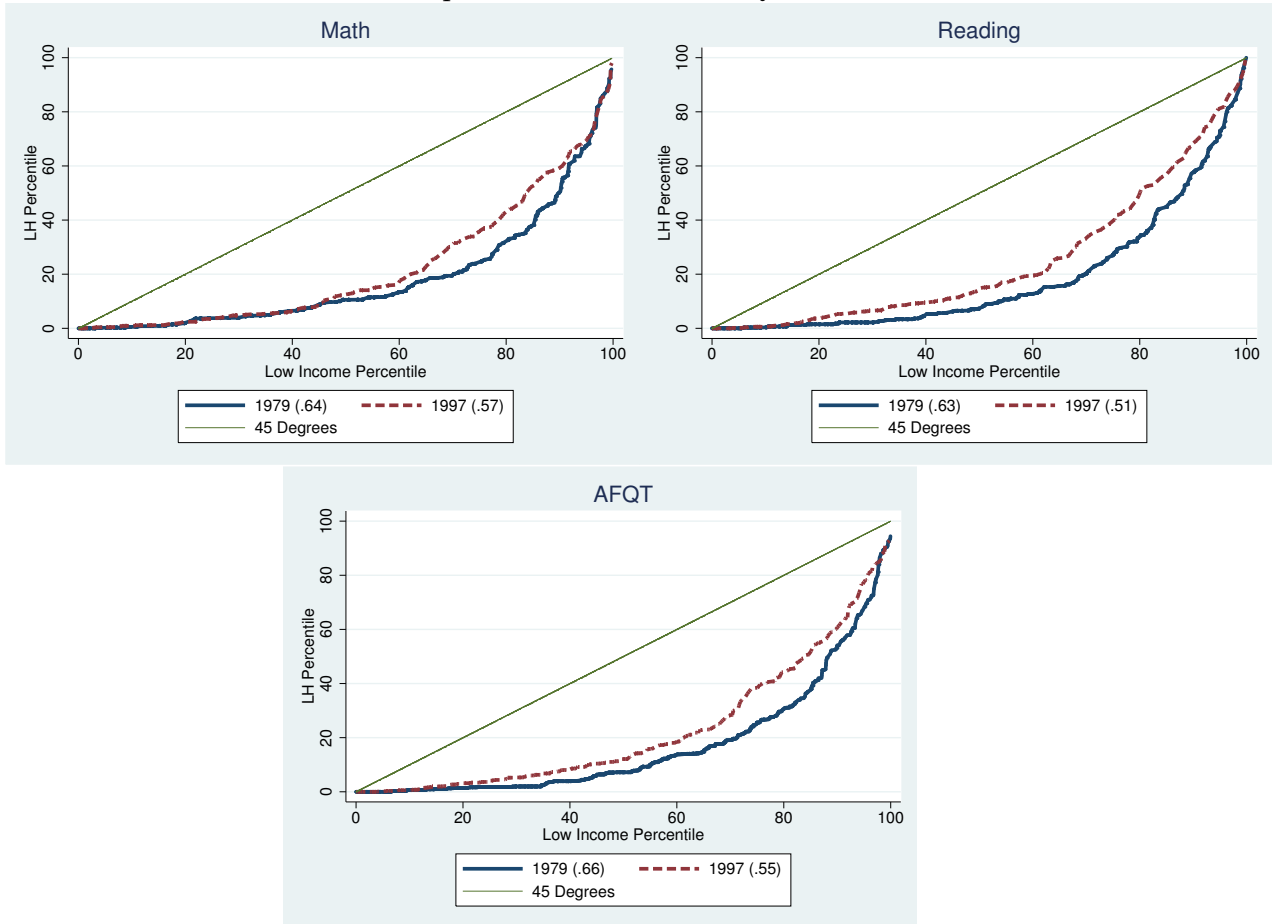 Math
100
80
60
40
20
0
LH Percentile
0 20 40 60 80 100
Low Income Percentile
1979 (.64) 1997 (.57)
45 Degrees
Reading
100
80
60
40
20
0
LH Percentile
0 20 40 60 80 100
Low Income Percentile
1979 (.63) 1997 (.51)
45 Degrees
AFQT
100
80
60
40
20
0
LH Percentile
0 20 40 60 80 100
Low Income Percentile
1979 (.66) 1997 (.55)
45 Degrees